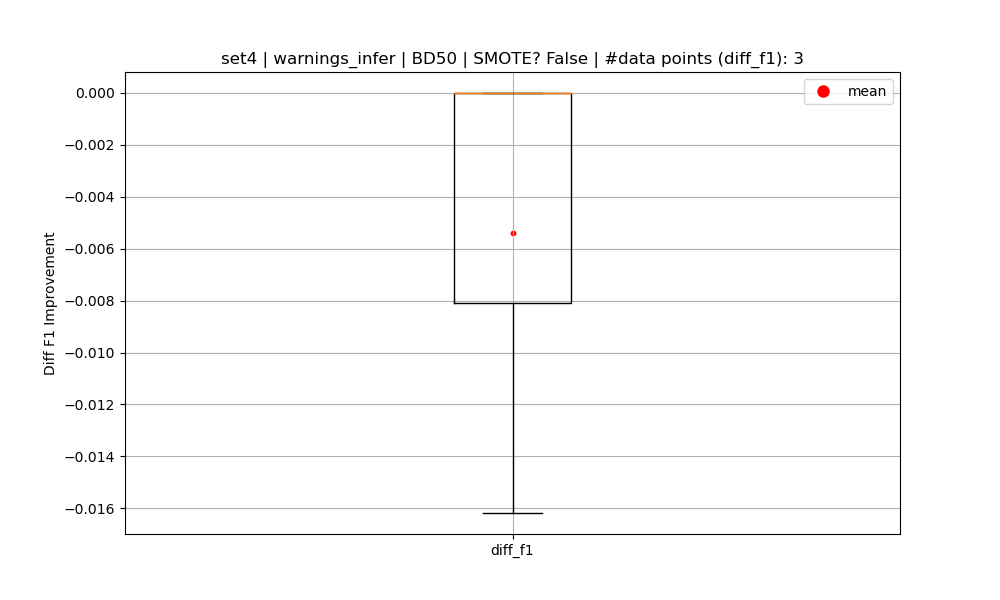 set4 | warnings_infer | BD50 | SMOTE? False | #data points (diff_f1): 3
mean
0.000
−0.002
−0.004
−0.006
−0.008
−0.010
−0.012
−0.014
−0.016
Diff F1 Improvement
diff_f1